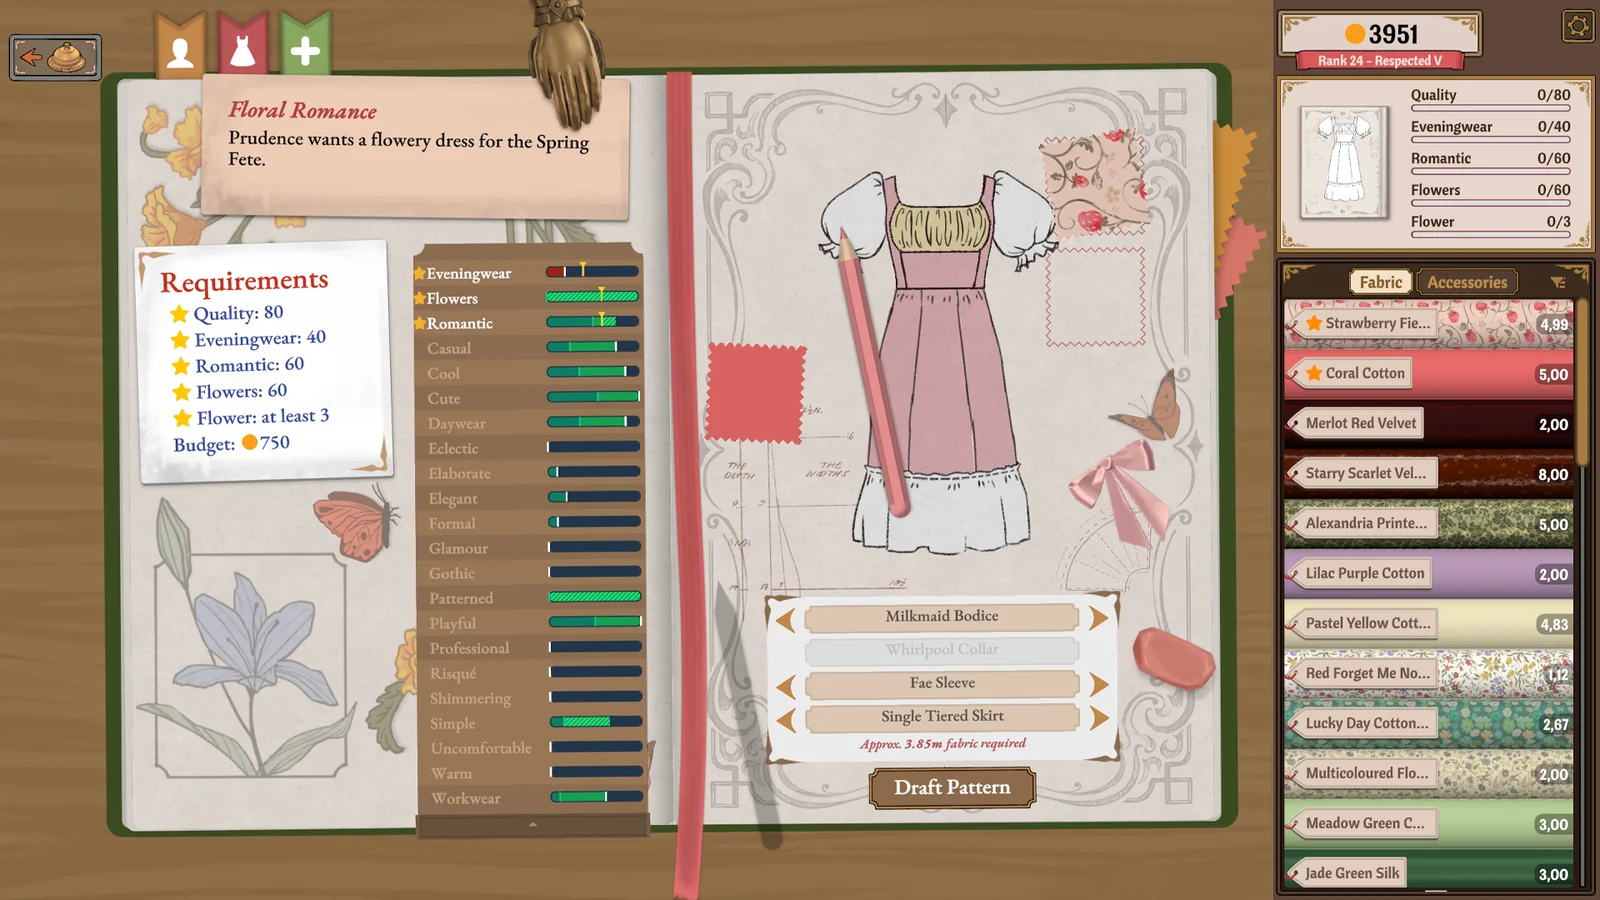 Floral Romance
Prudence wants a flowery dress for the Spring
Fete.
Requirements
Quality: 80
Eveningwear: 40
Romantic: 60
Flowers: 60
Flower: at least 3
Budget: 750
Eveningwear
Flowers
Romantic
Casual
Cool
Cute
Daywear
Eclectic
Elaborate
Elegant
Formal
Glamour
Gothic
Patterned
Playful
Professional
Risqué
Shimmering
Simple
Uncomfortable
Warm
Workwear
THE
DEPTH
THE
WIDTHS
Milkmaid Bodice
Whirlpool Collar
Fae Sleeve
Single Tiered Skirt
Approx. 3.85m fabric required
Draft Pattern
3951
Rank 24 - Respected V
Quality 0/80
Eveningwear 0/40
Romantic 0/60
Flowers 0/60
Flower 0/3
Fabric Accessories
Strawberry Fie... 4,99
Coral Cotton 5,00
Merlot Red Velvet 2,00
Starry Scarlet Vel... 8,00
Alexandria Printe... 5,00
Lilac Purple Cotton 2,00
Pastel Yellow Cott... 4,83
Red Forget Me No... 1,12
Lucky Day Cotton... 2,67
Multicoloured Flo... 2,00
Meadow Green C... 3,00
Jade Green Silk 3,00